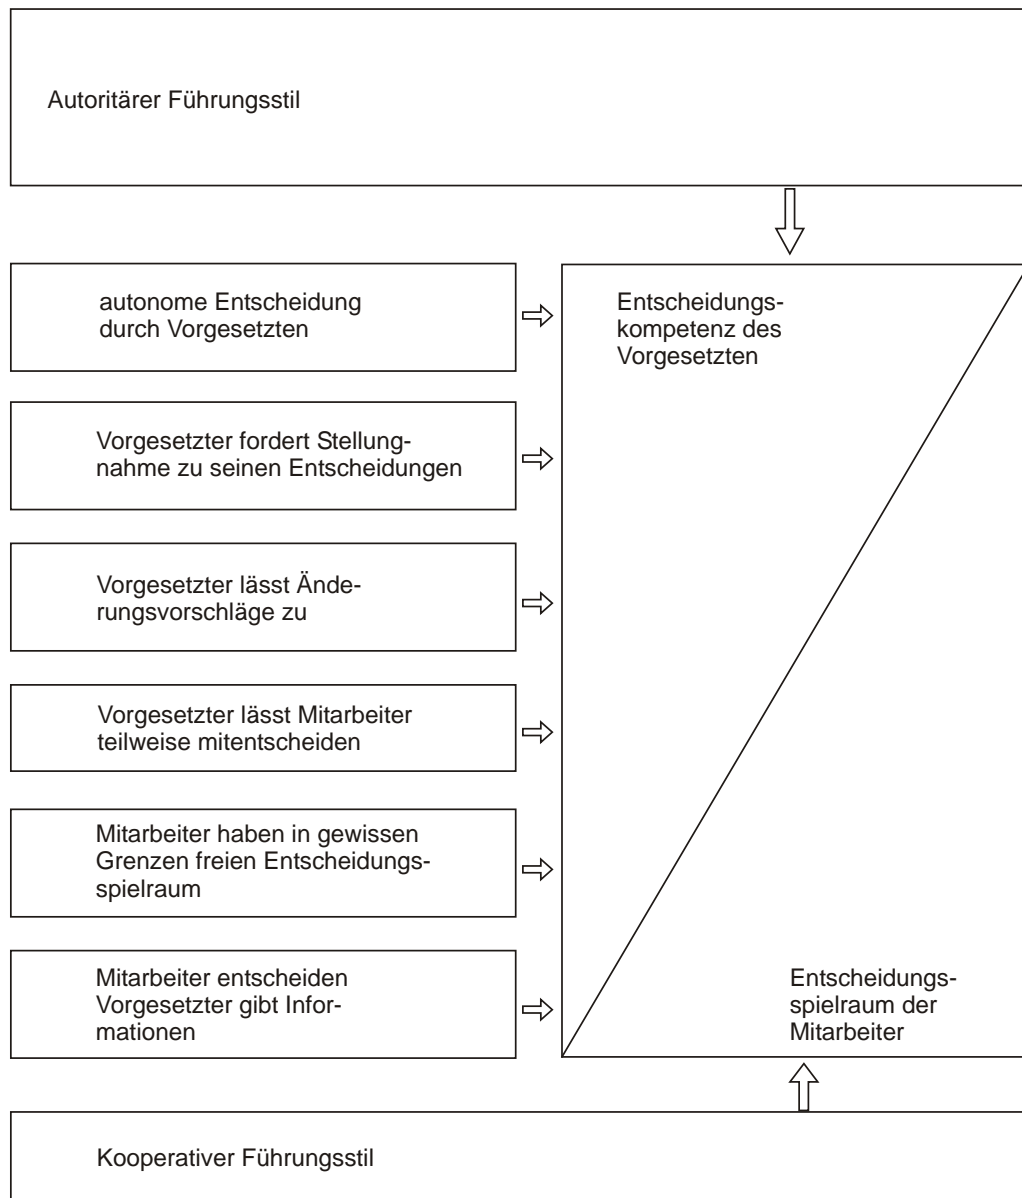 Autoritärer Führungsstil
autonome Entscheidung
durch Vorgesetzten
Entscheidungs-
kompetenz des
Vorgesetzten
Vorgesetzter fordert Stellung-
nahme zu seinen Entscheidungen
Vorgesetzter lässt Ände-
rungsvorschläge zu
Vorgesetzter lässt Mitarbeiter
teilweise mitentscheiden
Mitarbeiter haben in gewissen
Grenzen freien Entscheidungs-
spielraum
Mitarbeiter entscheiden
Vorgesetzter gibt Infor-
mationen
Entscheidungs-
spielraum der
Mitarbeiter
Kooperativer Führungsstil